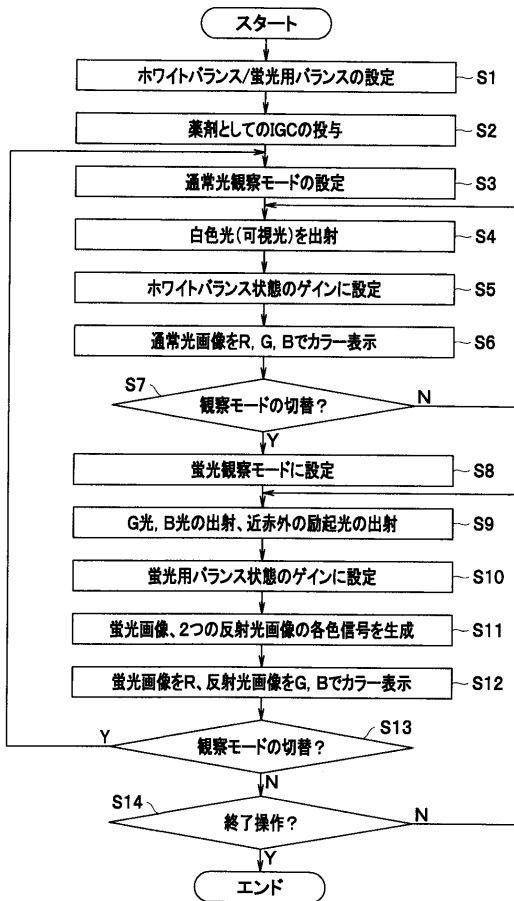 スタート
ホワイトバランス/蛍光用バランスの設定
S1
薬剤としてのIGCの投与
S2
通常光観察モードの設定
S3
白色光(可視光)を出射
S4
ホワイトバランス状態のゲインに設定
S5
通常光画像をR, G, Bでカラー表示
S6
S7
観察モードの切替?
N
Y
蛍光観察モードに設定
S8
G光, B光の出射、近赤外の励起光の出射
S9
蛍光用バランス状態のゲインに設定
S10
蛍光画像、2つの反射光画像の各色信号を生成
S11
蛍光画像をR、反射光画像をG, Bでカラー表示
S12
Y
観察モードの切替?
S13
N
S14
終了操作?
N
Y
エンド